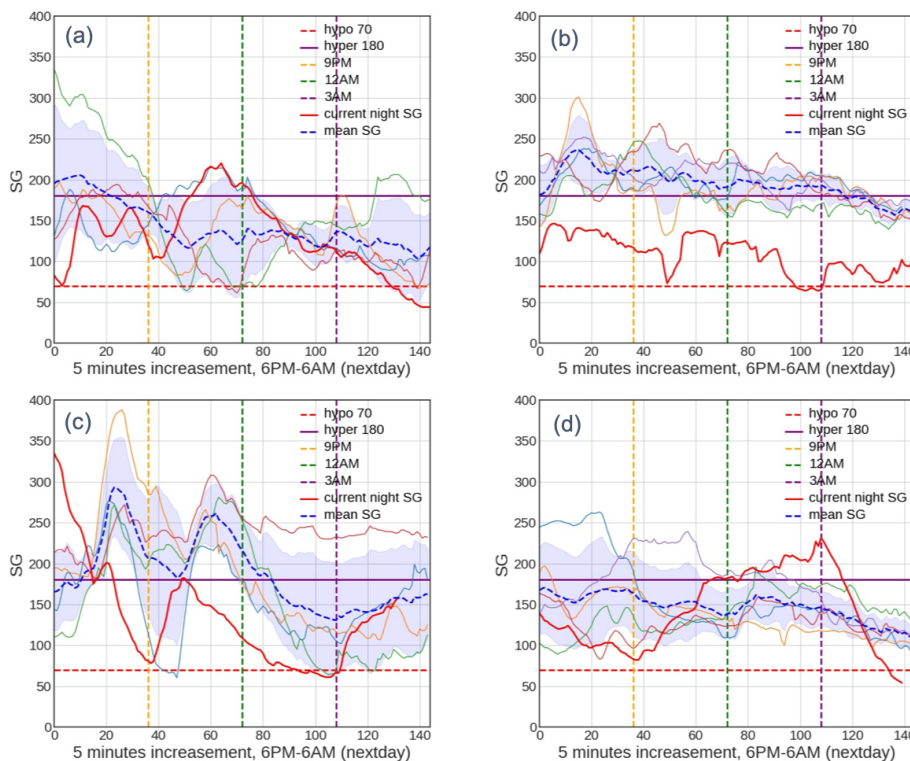 (a)
400
350
300
250
200
150
100
50
0
SG
hypo 70
hyper 180
9PM
12AM
3AM
current night SG
mean SG
0 20 40 60 80 100 120 140
5 minutes increasement, 6PM-6AM (nextday)
(b)
400
350
300
250
200
150
100
50
0
SG
hypo 70
hyper 180
9PM
12AM
3AM
current night SG
mean SG
0 20 40 60 80 100 120 140
5 minutes increasement, 6PM-6AM (nextday)
(c)
400
350
300
250
200
150
100
50
0
SG
hypo 70
hyper 180
9PM
12AM
3AM
current night SG
mean SG
0 20 40 60 80 100 120 140
5 minutes increasement, 6PM-6AM (nextday)
(d)
400
350
300
250
200
150
100
50
0
SG
hypo 70
hyper 180
9PM
12AM
3AM
current night SG
mean SG
0 20 40 60 80 100 120 140
5 minutes increasement, 6PM-6AM (nextday)